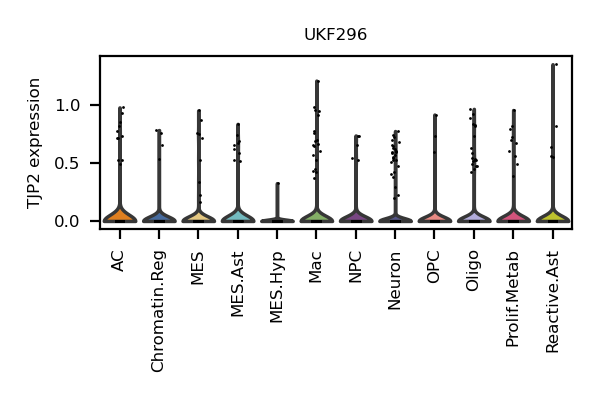 UKF296
TJP2 expression
1.0
0.5
0.0
AC
Chromatin.Reg
MES
MES.Ast
MES.Hyp
Mac
NPC
Neuron
OPC
Oligo
Prolif.Metab
Reactive.Ast